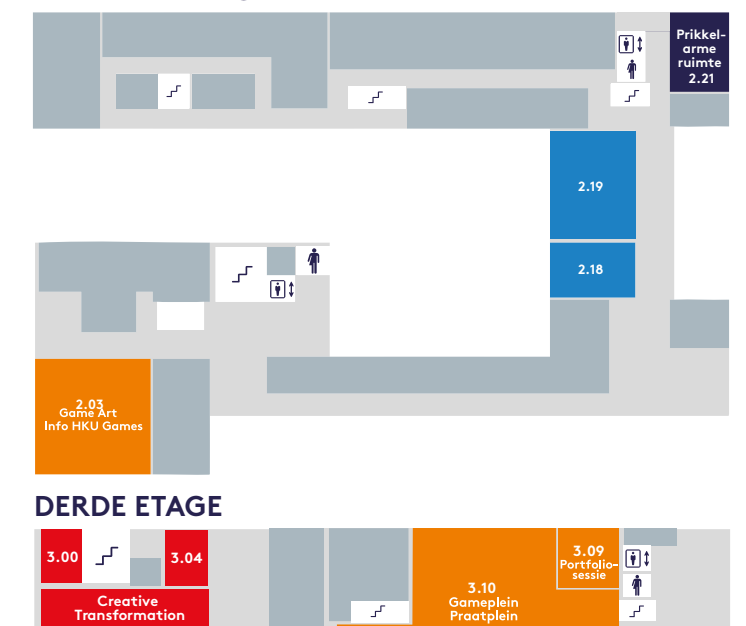 Prikkel-
arme
ruimte
2.21
2.19
2.18
2.03
Game Art
Info HKU Games
DERDE ETAGE
3.00
3.04
Creative
Transformation
3.10
Gameplein
Praatplein
3.09
Portfolio-
sessie